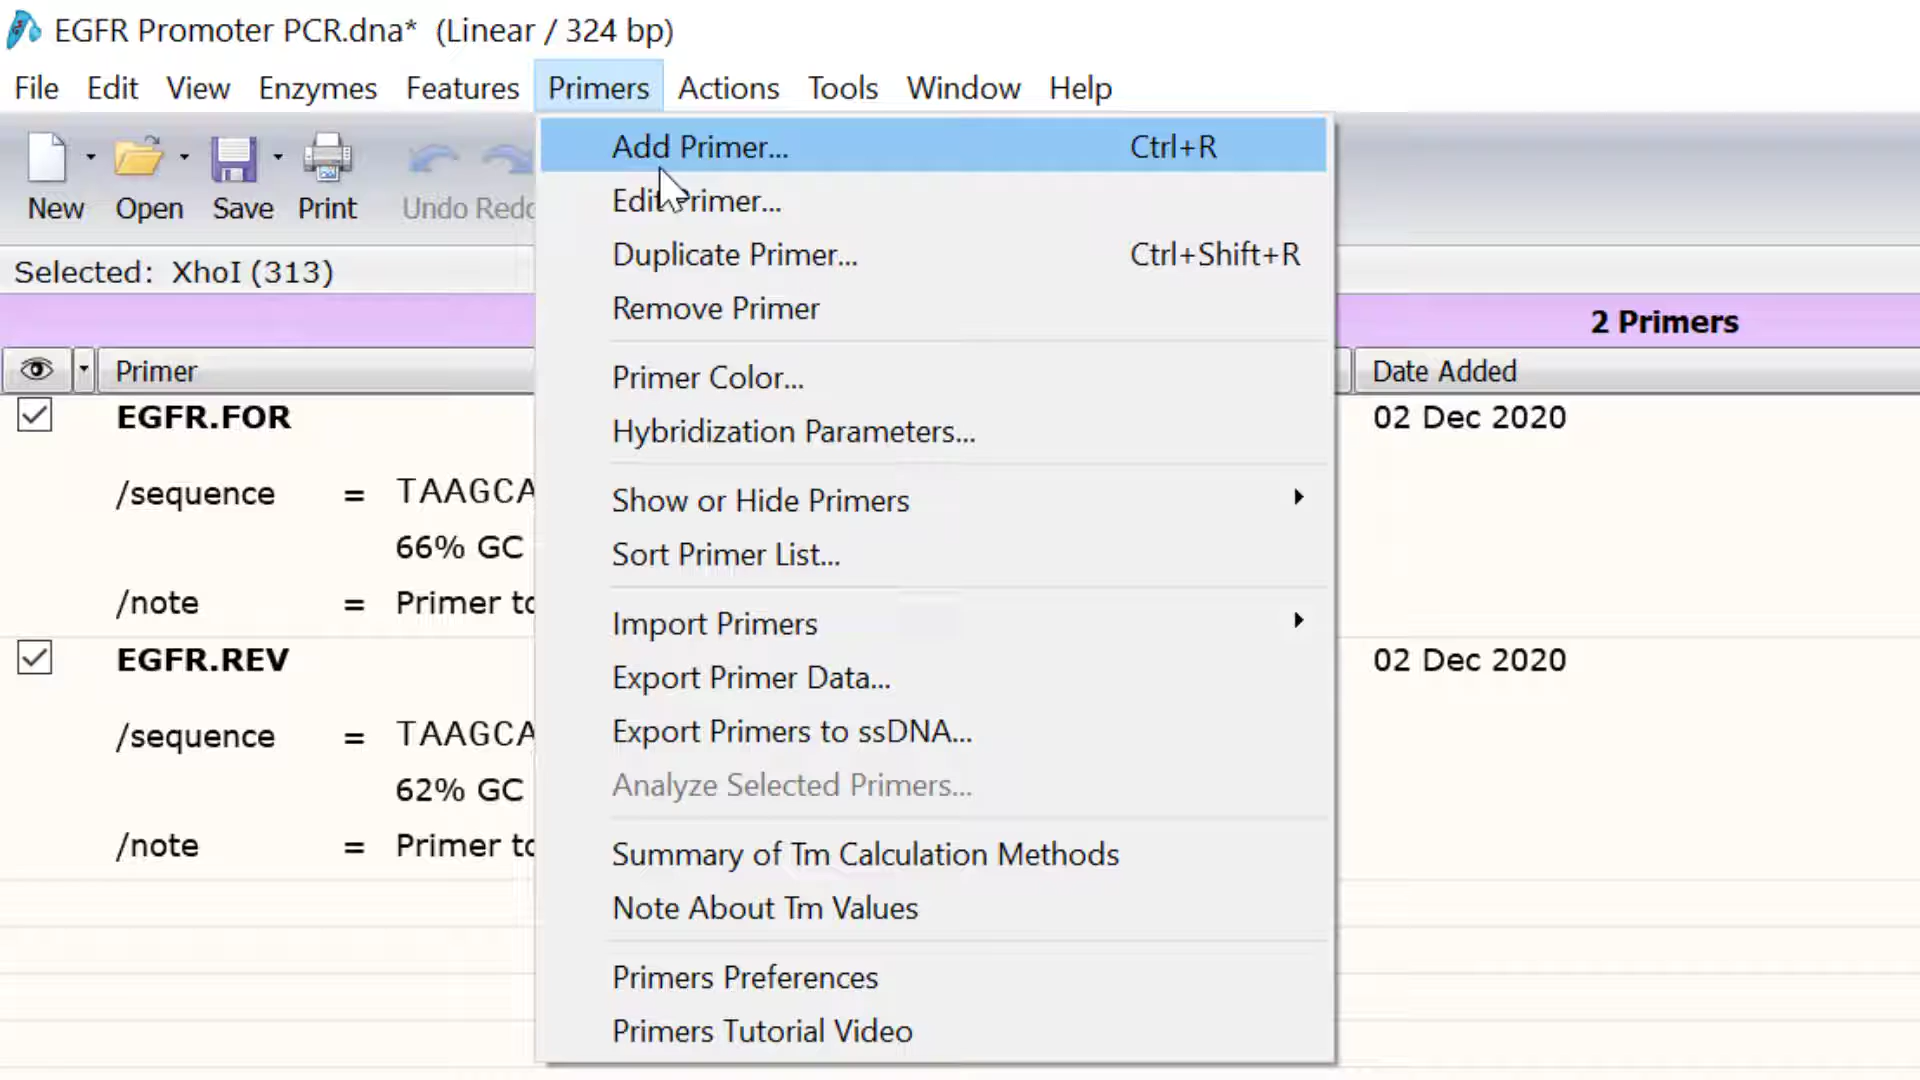 EGFR Promoter PCR.dna*  (Linear / 324 bp)
File Edit View Enzymes Features Primers Actions Tools Window Help
New Open Save Print Undo
Selected:  XhoI (313)
2 Primers
Primer
Date Added
EGFR.FOR
02 Dec 2020
/sequence = TAAGCA
66% GC
/note = Primer
EGFR.REV
02 Dec 2020
/sequence = TAAGCA
62% GC
/note = Primer
Add Primer... Ctrl+R
Edit Primer...
Duplicate Primer... Ctrl+Shift+R
Remove Primer
Primer Color...
Hybridization Parameters...
Show or Hide Primers
Sort Primer List...
Import Primers
Export Primer Data...
Export Primers to ssDNA...
Analyze Selected Primers...
Summary of Tm Calculation Methods
Note About Tm Values
Primers Preferences
Primers Tutorial Video